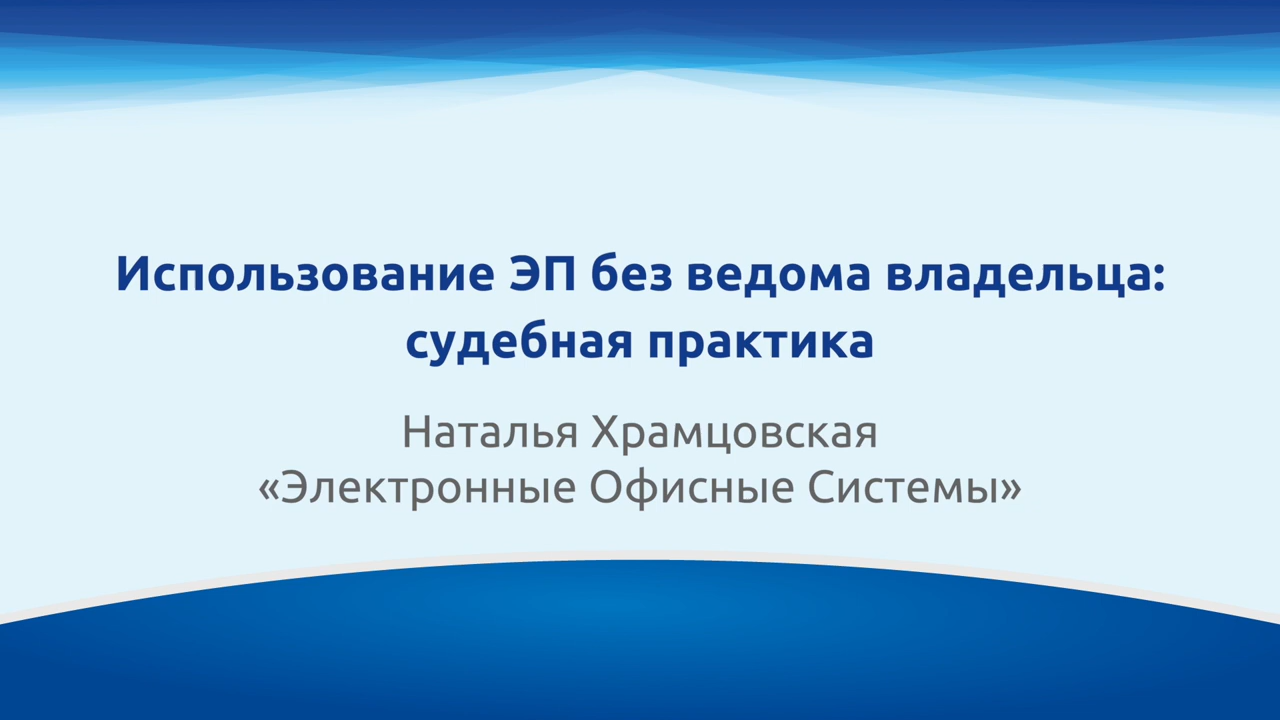 Использование ЭП без ведома владельца:
судебная практика
Наталья Храмцовская
«Электронные Офисные Системы»